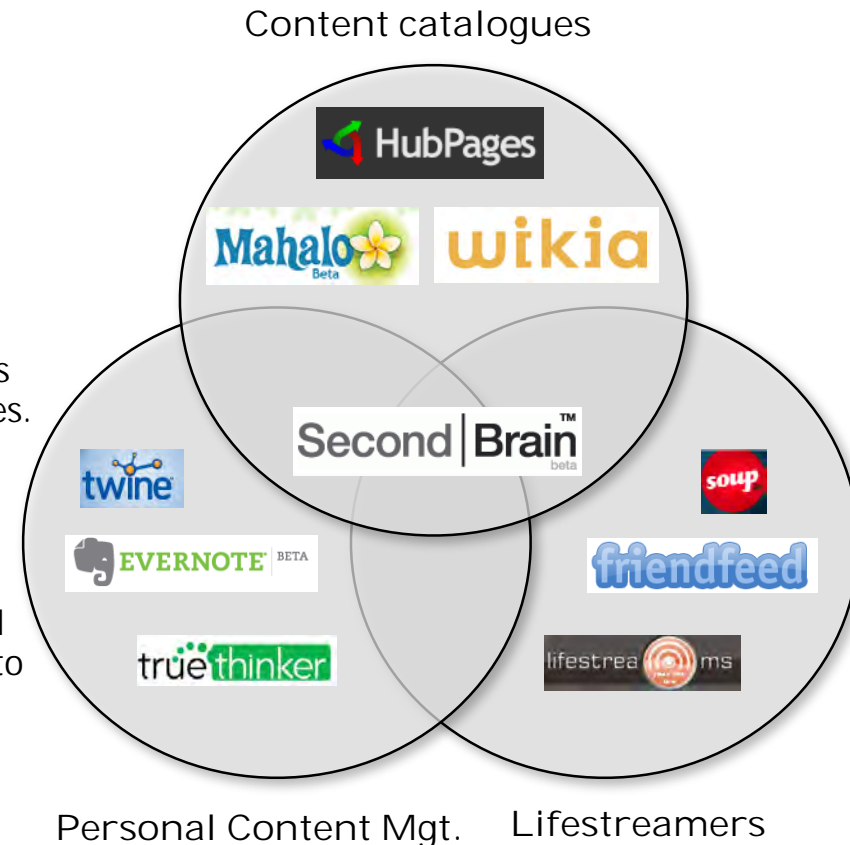 Content catalogues
HubPages
Mahalo
Beta
wikia
s
es.
Second|Brain™
beta
twine
soup
EVERNOTE® BETA
friendfeed
l
to
truethinker
lifestreams
Personal Content Mgt.
Lifestreamers